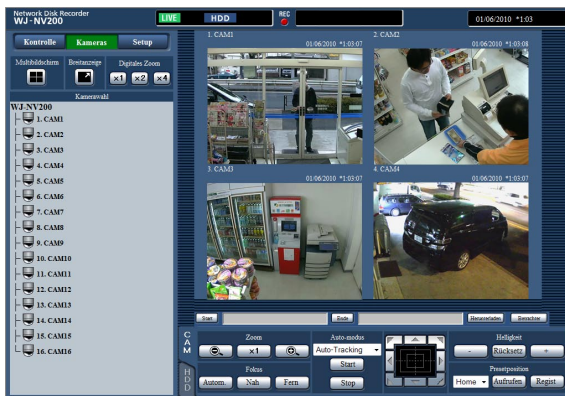 Network Disk Recorder
WJ-NV200
LIVE
HDD
REC
01/06/2010 *1:03
Kontrolle
Kameras
Setup
Multibildschirm
Breitanzeige
Digitales Zoom
x1
x2
x4
Kamerawahl
WJ-NV200
1. CAM1
2. CAM2
3. CAM3
4. CAM4
5. CAM5
6. CAM6
7. CAM7
8. CAM8
9. CAM9
10. CAM10
11. CAM11
12. CAM12
13. CAM13
14. CAM14
15. CAM15
16. CAM16
1. CAM1
01/06/2010 *1:03:07
2. CAM2
01/06/2010 *1:03:08
3. CAM3
01/06/2010 *1:03:07
4. CAM4
01/06/2010 *1:03:07
Start
Ende
Herunterladen
Betrachter
CAM
HDD
Zoom
x1
Fokus
Autom.
Nah
Fern
Auto-modus
Auto-Tracking
Start
Stop
Helligkeit
-
Rücksetz
+
Presetposition
Home
Aufrufen
Regist